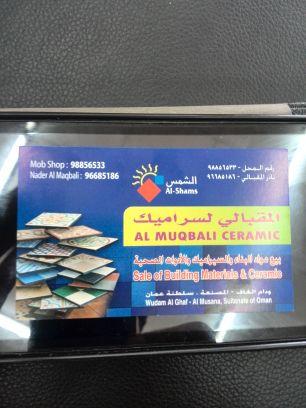 Mob Shop : 98856533
Nader Al Maqbali : 96685186
الشمس
Al-Shams
رقم المحل : ٩٨٨٥٦٥٣٣
نادر المقبالي : ٩٦٦٨٥١٨٦
المقبالي لسراميك
AL MUQBALI CERAMIC
بيع مواد البناء والسيراميك والأدوات الصحية
Sale of Building Materials & Ceramic
ودام الغاف - المصنعة . سلطنة عمان
Wudam Al Ghaf - Al Musana, Sultanate of Oman